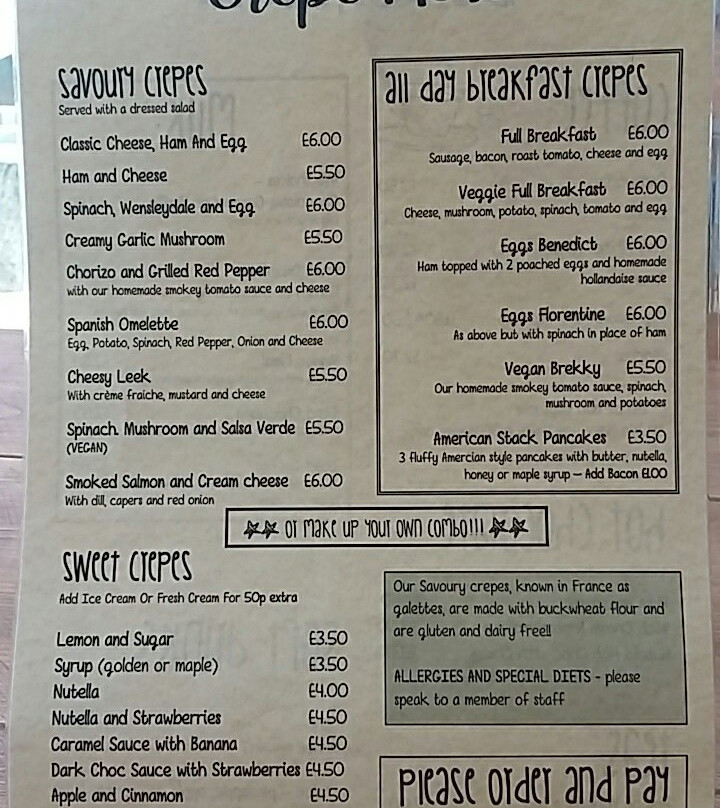 Savoury Crepes
Served with a dressed salad
Classic Cheese, Ham And Egg £6.00
Ham and Cheese £5.50
Spinach, Wensleydale and Egg £6.00
Creamy Garlic Mushroom £5.50
Chorizo and Grilled Red Pepper £6.00
with our homemade smokey tomato sauce and cheese
Spanish Omelette £6.00
Egg, Potato, Spinach, Red Pepper, Onion and Cheese
Cheesy Leek £5.50
With crème fraiche, mustard and cheese
Spinach, Mushroom and Salsa Verde £5.50
(VEGAN)
Smoked Salmon and Cream cheese £6.00
With dill, capers and red onion
all day breakfast crepes
Full Breakfast £6.00
Sausage, bacon, roast tomato, cheese and egg
Veggie Full Breakfast £6.00
Cheese, mushroom, potato, spinach, tomato and egg
Eggs Benedict £6.00
Ham topped with 2 poached eggs and homemade
hollandaise sauce
Eggs Florentine £6.00
As above but with spinach in place of ham
Vegan Brekky £5.50
Our homemade smokey tomato sauce, spinach,
mushroom and potatoes
American Stack Pancakes £3.50
3 fluffy Amercian style pancakes with butter, nutella,
honey or maple syrup – Add Bacon £1.00
or make up your own combo!!!
Sweet Crepes
Add Ice Cream Or Fresh Cream For 50p extra
Lemon and Sugar £3.50
Syrup (golden or maple) £3.50
Nutella £4.00
Nutella and Strawberries £4.50
Caramel Sauce with Banana £4.50
Dark Choc Sauce with Strawberries £4.50
Apple and Cinnamon £4.50
Our Savoury crepes, known in France as
galettes, are made with buckwheat flour and
are gluten and dairy free!!
ALLERGIES AND SPECIAL DIETS - please
speak to a member of staff
Please order and pay